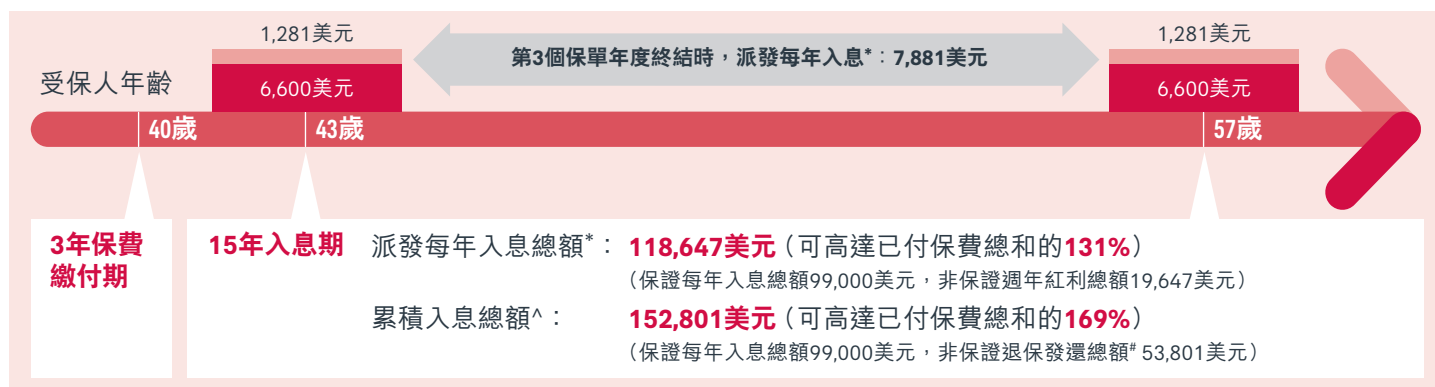 1,281美元
1,281美元
第3個保單年度終結時，派發每年入息*：7,881美元
受保人年齡
6,600美元
6,600美元
40歲
43歲
57歲
3年保費
繳付期
15年入息期
派發每年入息總額*：
118,647美元（可高達已付保費總和的131%）
（保證每年入息總額99,000美元，非保證週年紅利總額19,647美元）
累積入息總額^：
152,801美元（可高達已付保費總和的169%）
（保證每年入息總額99,000美元，非保證退保發還總額# 53,801美元）